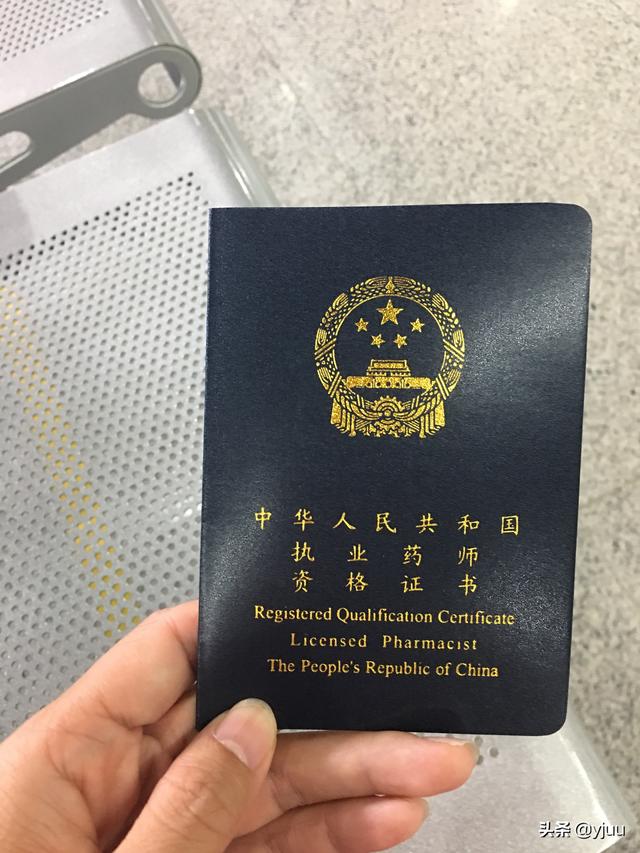 中华人民共和国
执业药师
资格证书
Registered Qualification Certificate
Licensed Pharmacist
The People's Republic of China
头条 @yjuu